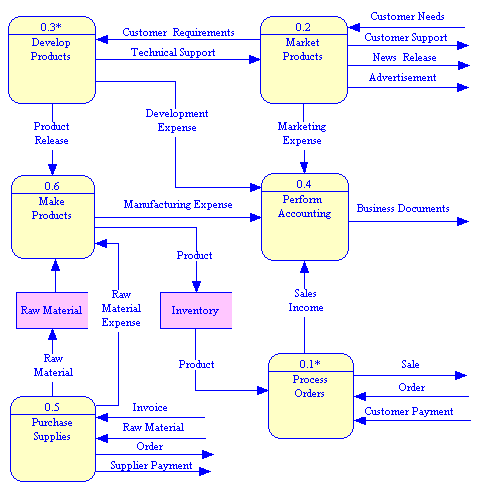 0.3*
Develop
Products
Customer Requirements
Technical Support
0.2
Market
Products
Customer Needs
Customer Support
News Release
Advertisement
Product
Release
Development
Expense
Marketing
Expense
0.6
Make
Products
Manufacturing Expense
0.4
Perform
Accounting
Business Documents
Product
Raw Material
Raw
Material
Expense
Inventory
Sales
Income
Raw
Material
Product
0.1*
Process
Orders
Sale
Order
Customer Payment
0.5
Purchase
Supplies
Invoice
Raw Material
Order
Supplier Payment